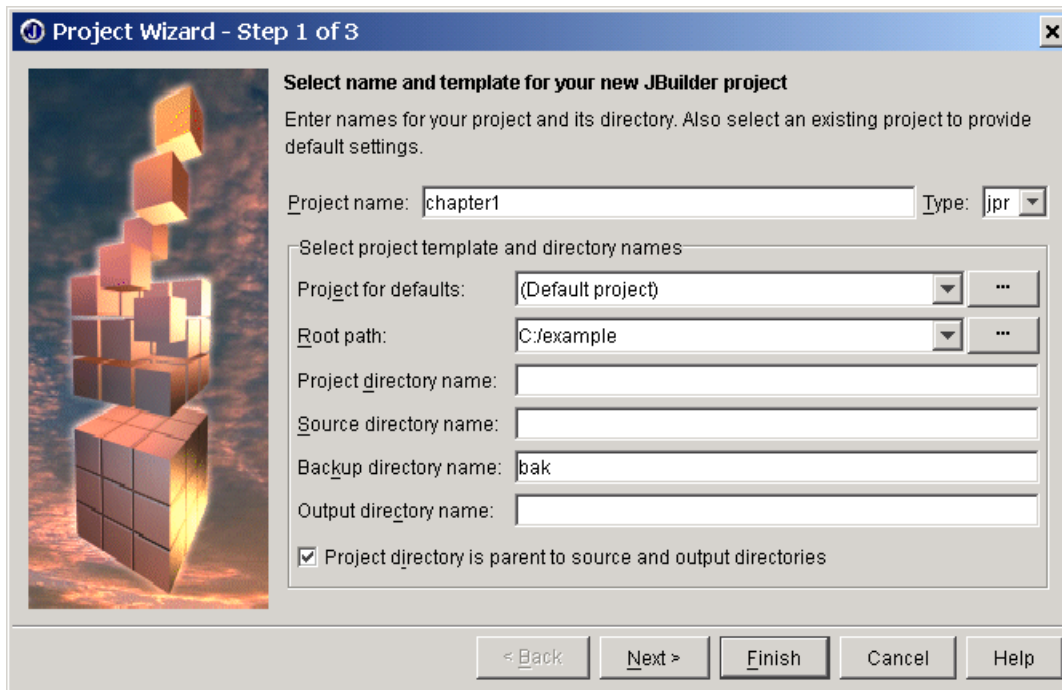 Project Wizard - Step 1 of 3
Select name and template for your new JBuilder project
Enter names for your project and its directory. Also select an existing project to provide
default settings.
Project name: chapter1 Type: jpr
Select project template and directory names
Project for defaults: (Default project) ...
Root path: C:/example ...
Project directory name:
Source directory name:
Backup directory name: bak
Output directory name:
Project directory is parent to source and output directories
< Back Next > Finish Cancel Help